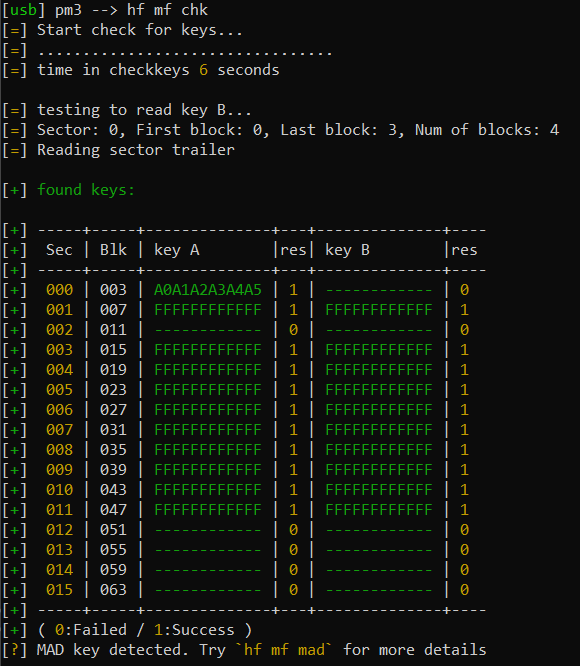 [usb] pm3 --> hf mf chk
[=] Start check for keys...
[=] .................................
[=] time in checkkeys 6 seconds
[=] testing to read key B...
[=] Sector: 0, First block: 0, Last block: 3, Num of blocks: 4
[=] Reading sector trailer
[+] found keys:
[+] -----+-----+--------------+---+--------------+----
[+]  Sec | Blk | key A        |res| key B        |res
[+] -----+-----+--------------+---+--------------+----
[+]  000 | 003 | A0A1A2A3A4A5 | 1 | ------------ | 0
[+]  001 | 007 | FFFFFFFFFFFF | 1 | FFFFFFFFFFFF | 1
[+]  002 | 011 | ------------ | 0 | ------------ | 0
[+]  003 | 015 | FFFFFFFFFFFF | 1 | FFFFFFFFFFFF | 1
[+]  004 | 019 | FFFFFFFFFFFF | 1 | FFFFFFFFFFFF | 1
[+]  005 | 023 | FFFFFFFFFFFF | 1 | FFFFFFFFFFFF | 1
[+]  006 | 027 | FFFFFFFFFFFF | 1 | FFFFFFFFFFFF | 1
[+]  007 | 031 | FFFFFFFFFFFF | 1 | FFFFFFFFFFFF | 1
[+]  008 | 035 | FFFFFFFFFFFF | 1 | FFFFFFFFFFFF | 1
[+]  009 | 039 | FFFFFFFFFFFF | 1 | FFFFFFFFFFFF | 1
[+]  010 | 043 | FFFFFFFFFFFF | 1 | FFFFFFFFFFFF | 1
[+]  011 | 047 | FFFFFFFFFFFF | 1 | FFFFFFFFFFFF | 1
[+]  012 | 051 | ------------ | 0 | ------------ | 0
[+]  013 | 055 | ------------ | 0 | ------------ | 0
[+]  014 | 059 | ------------ | 0 | ------------ | 0
[+]  015 | 063 | ------------ | 0 | ------------ | 0
[+] -----+-----+--------------+---+--------------+----
[+] ( 0:Failed / 1:Success )
[?] MAD key detected. Try `hf mf mad` for more details